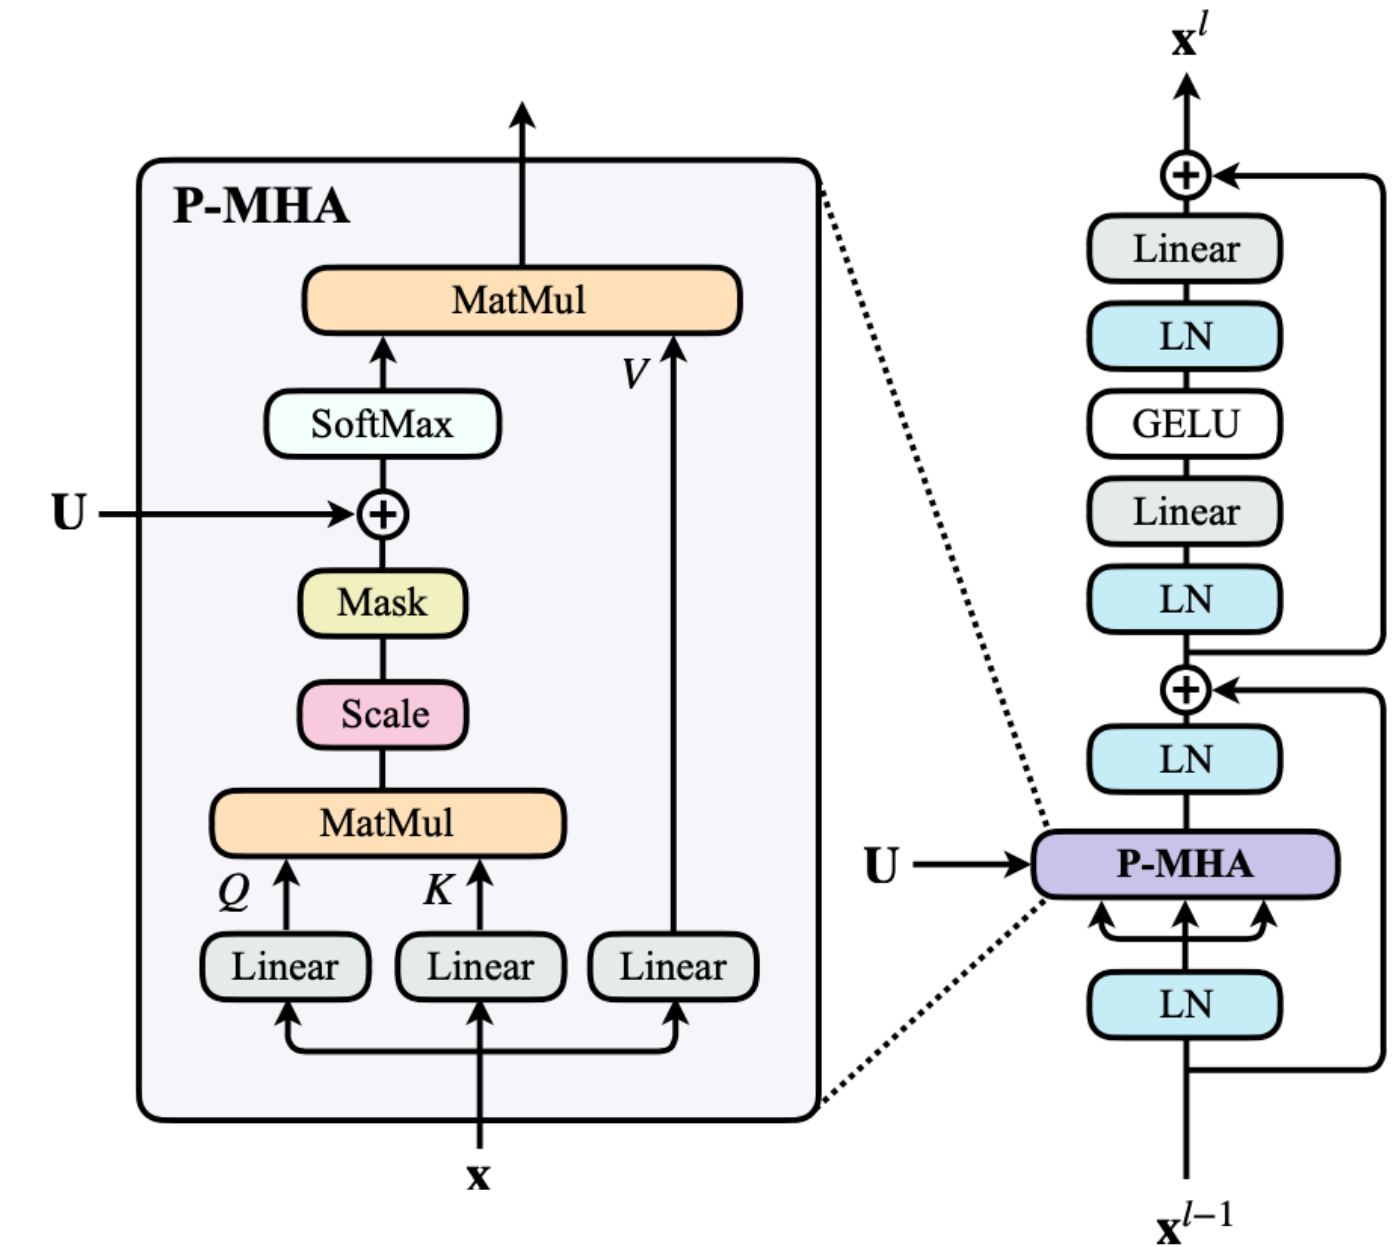 P-MHA
MatMul
V
SoftMax
U
Mask
Scale
MatMul
Q
K
Linear Linear Linear
x
x^l
Linear
LN
GELU
Linear
LN
LN
U
P-MHA
LN
x^{l-1}